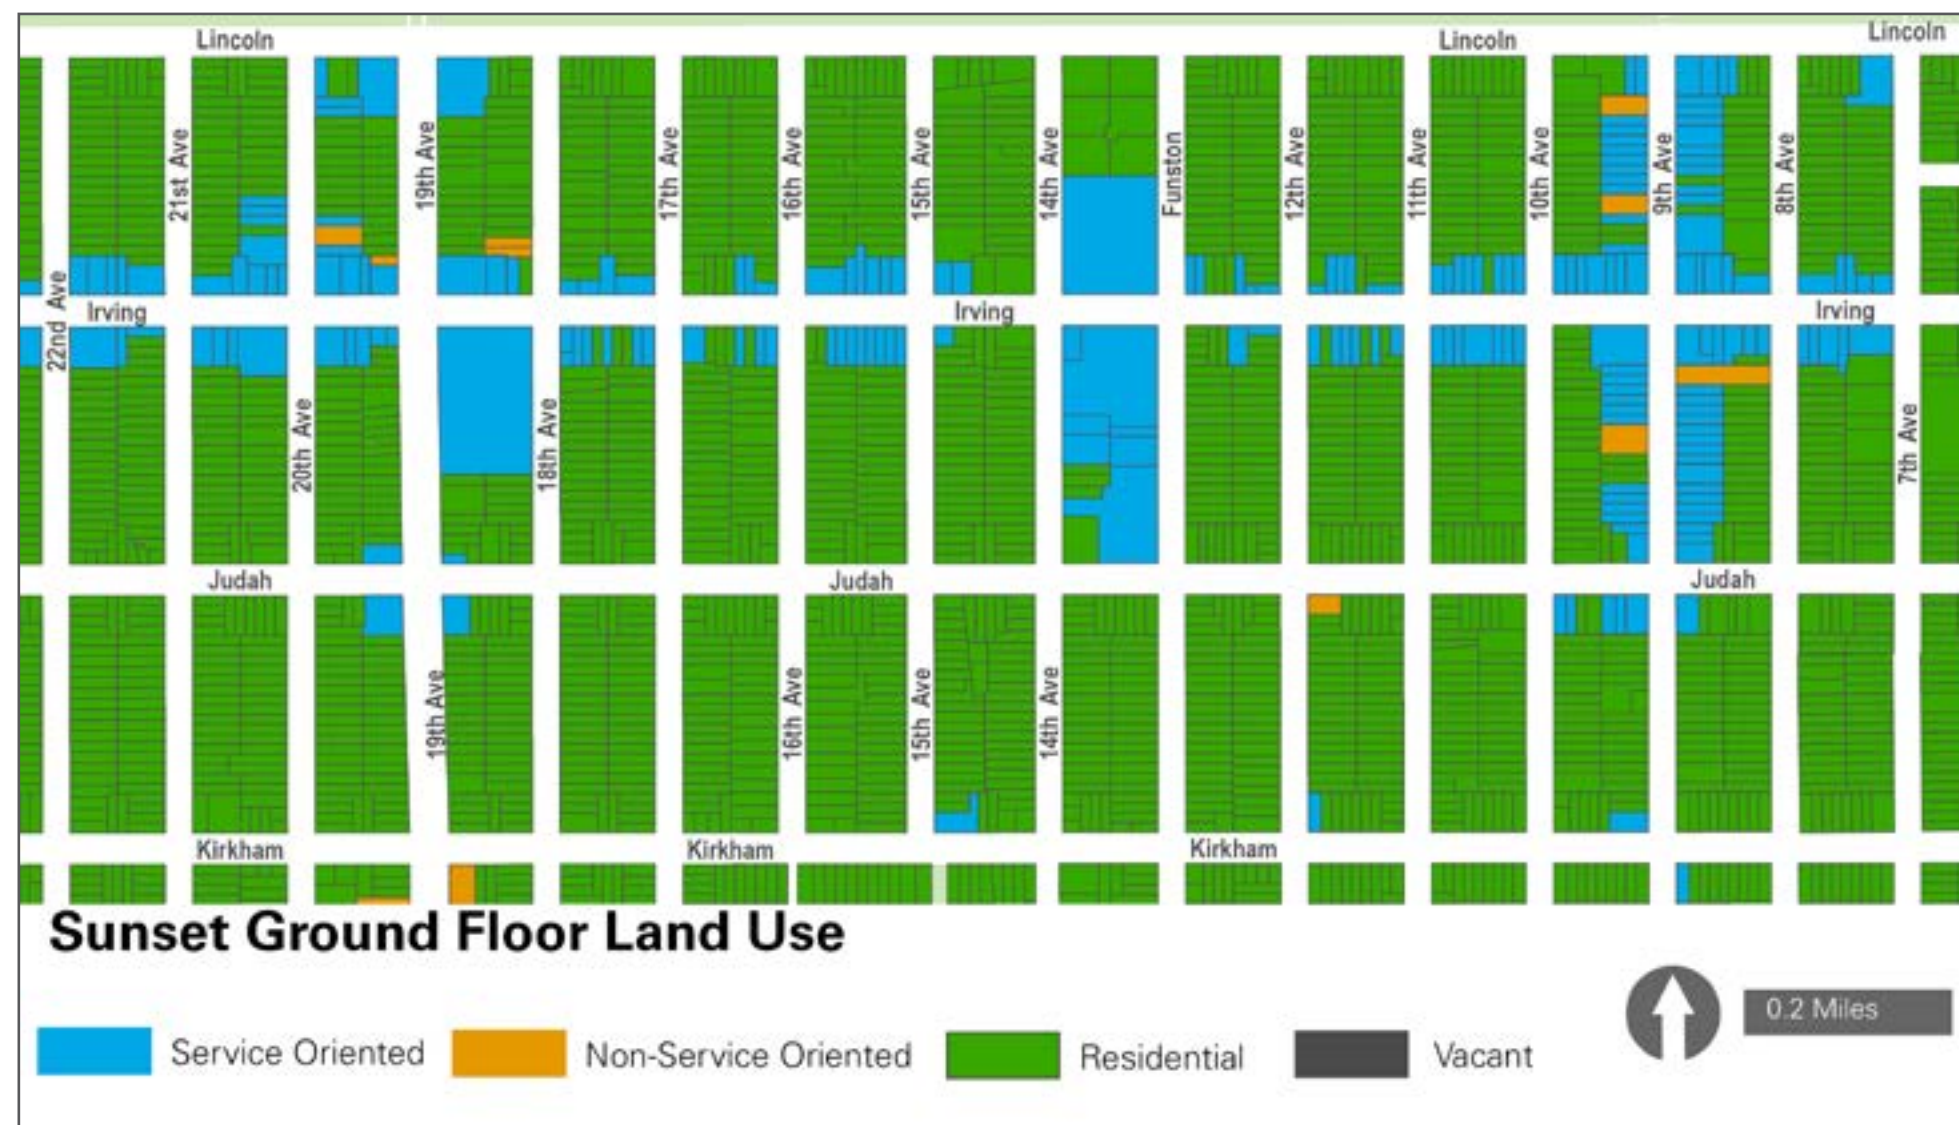 Lincoln
Lincoln
Lincoln
21st Ave
19th Ave
17th Ave
16th Ave
15th Ave
14th Ave
Funston
12th Ave
11th Ave
10th Ave
9th Ave
8th Ave
22nd Ave
Irving
Irving
Irving
20th Ave
18th Ave
7th Ave
Judah
Judah
Judah
19th Ave
16th Ave
15th Ave
14th Ave
Kirkham
Kirkham
Kirkham
Sunset Ground Floor Land Use
0.2 Miles
Service Oriented
Non-Service Oriented
Residential
Vacant